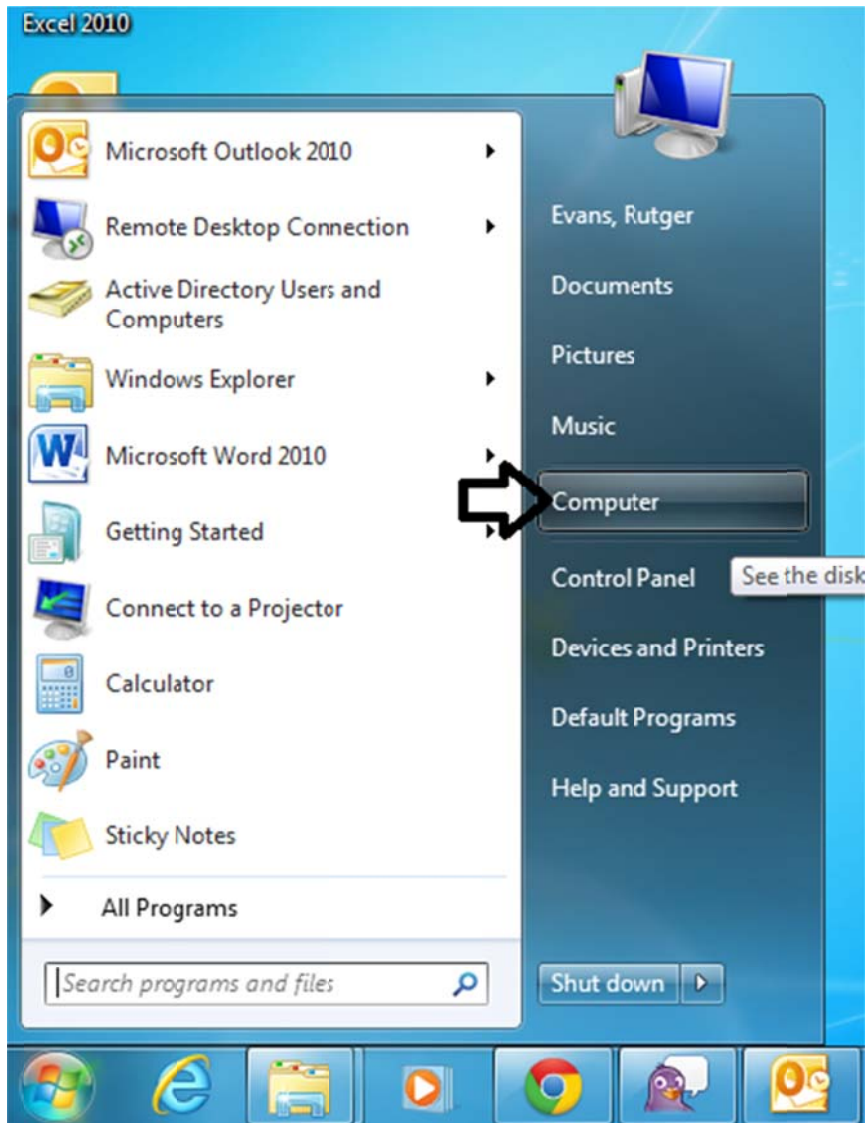 Excel 2010
Microsoft Outlook 2010
Remote Desktop Connection
Active Directory Users and
Computers
Windows Explorer
Microsoft Word 2010
Getting Started
Connect to a Projector
Calculator
Paint
Sticky Notes
All Programs
Search programs and files
Evans, Rutger
Documents
Pictures
Music
Computer
Control Panel
See the disk
Devices and Printers
Default Programs
Help and Support
Shut down